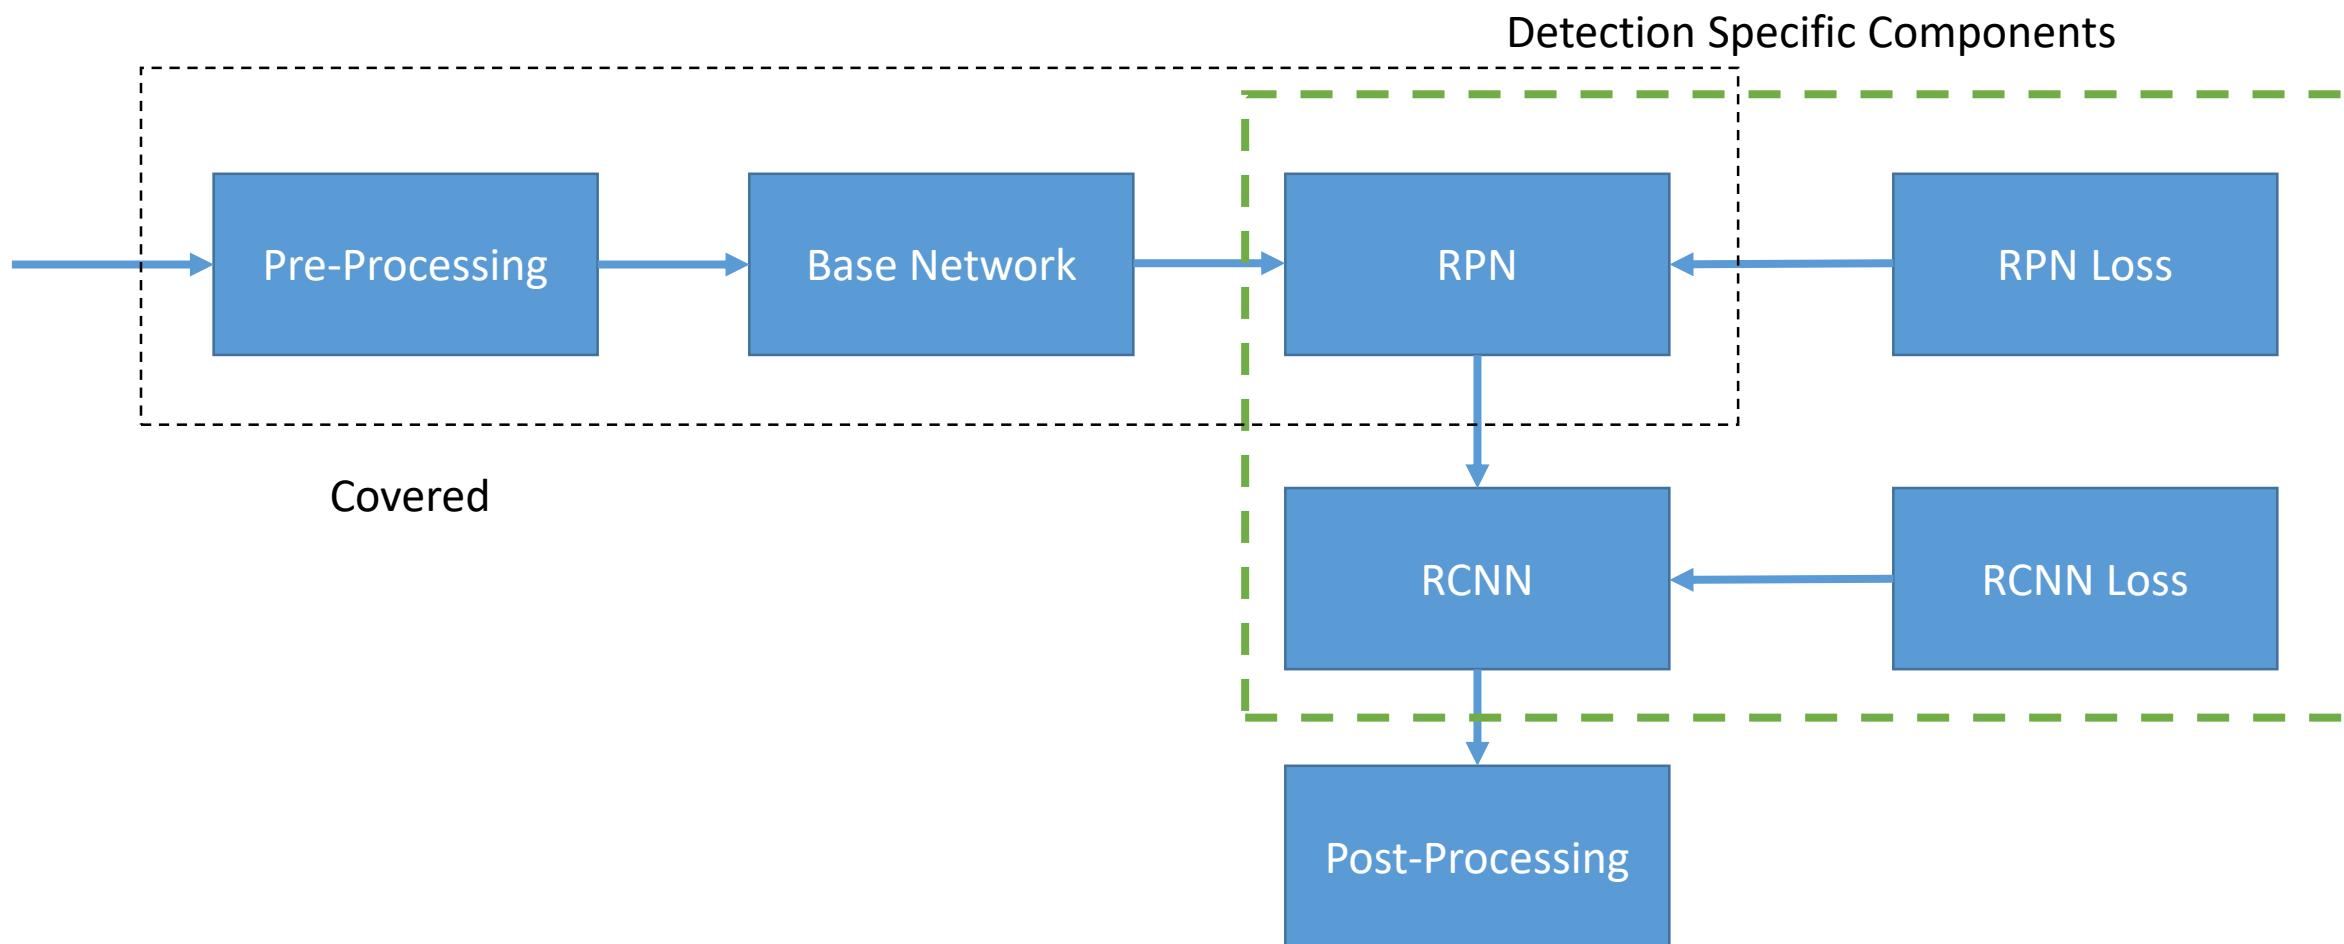 Detection Specific Components
Pre-Processing
Base Network
RPN
RPN Loss
Covered
RCNN
RCNN Loss
Post-Processing